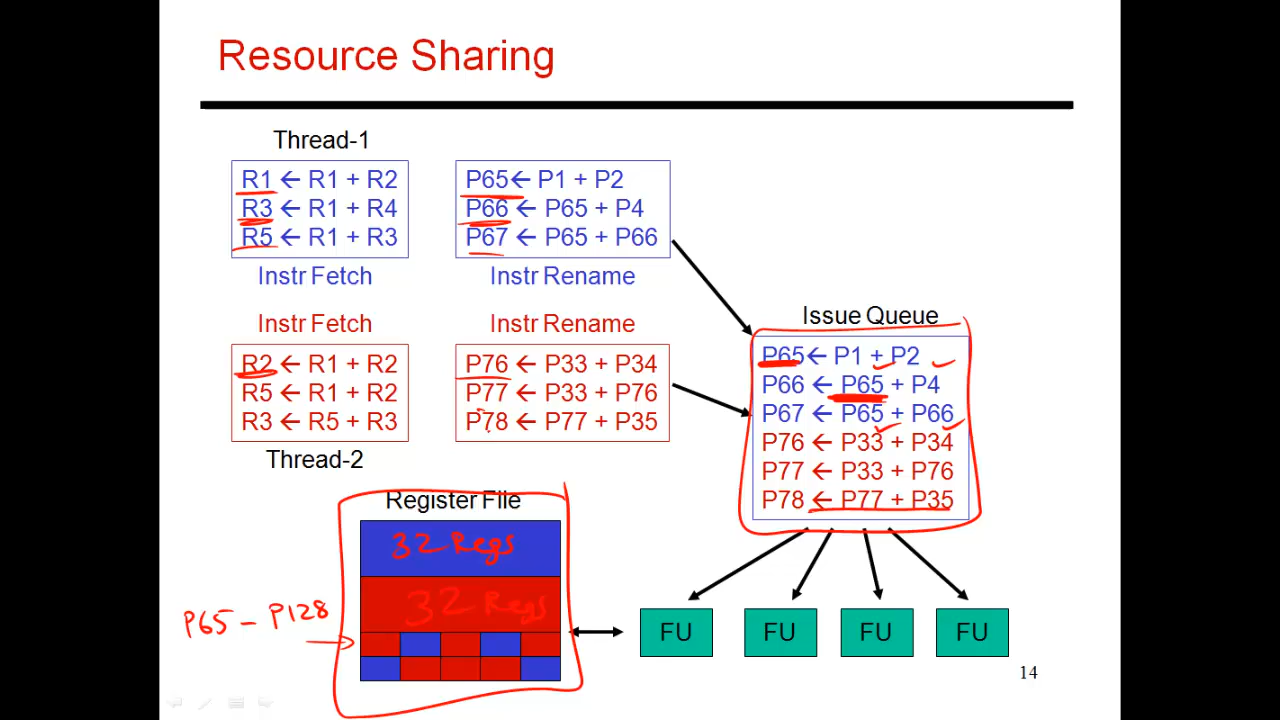 Resource Sharing
Thread-1
R1 ← R1 + R2
R3 ← R1 + R4
R5 ← R1 + R3
Instr Fetch
P65← P1 + P2
P66 ← P65 + P4
P67 ← P65 + P66
Instr Rename
Instr Fetch
R2 ← R1 + R2
R5 ← R1 + R2
R3 ← R5 + R3
Thread-2
Instr Rename
P76 ← P33 + P34
P77 ← P33 + P76
P78 ← P77 + P35
Issue Queue
P65← P1 + P2
P66 ← P65 + P4
P67 ← P65 + P66
P76 ← P33 + P34
P77 ← P33 + P76
P78 ← P77 + P35
Register File
32 Regs
32 Regs
P65 - P128
FU
FU
FU
FU
14